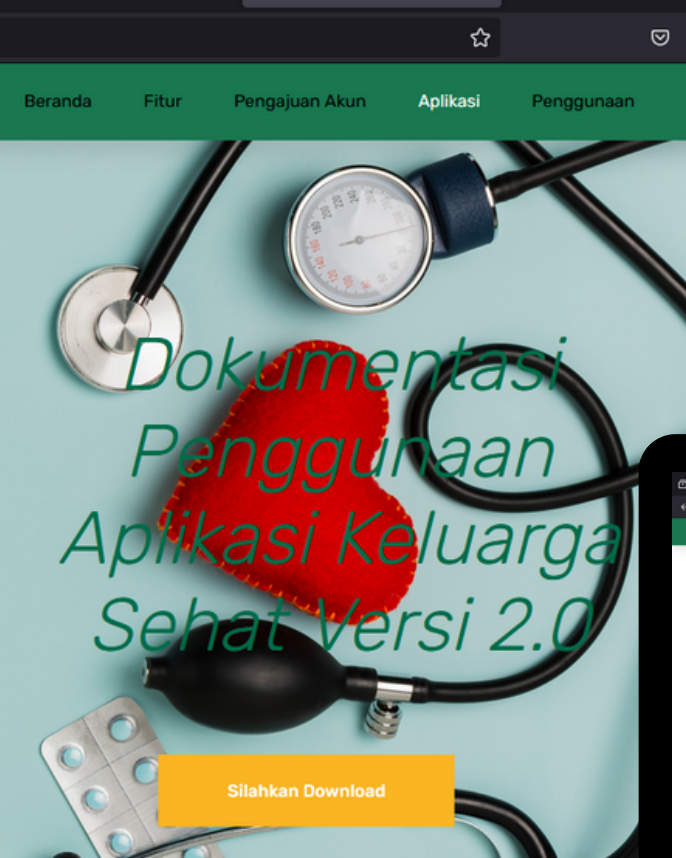 Beranda Fitur Pengajuan Akun Aplikasi Penggunaan
Dokumentasi
Penggunaan
Aplikasi Keluarga
Sehat Versi 2.0
Silahkan Download